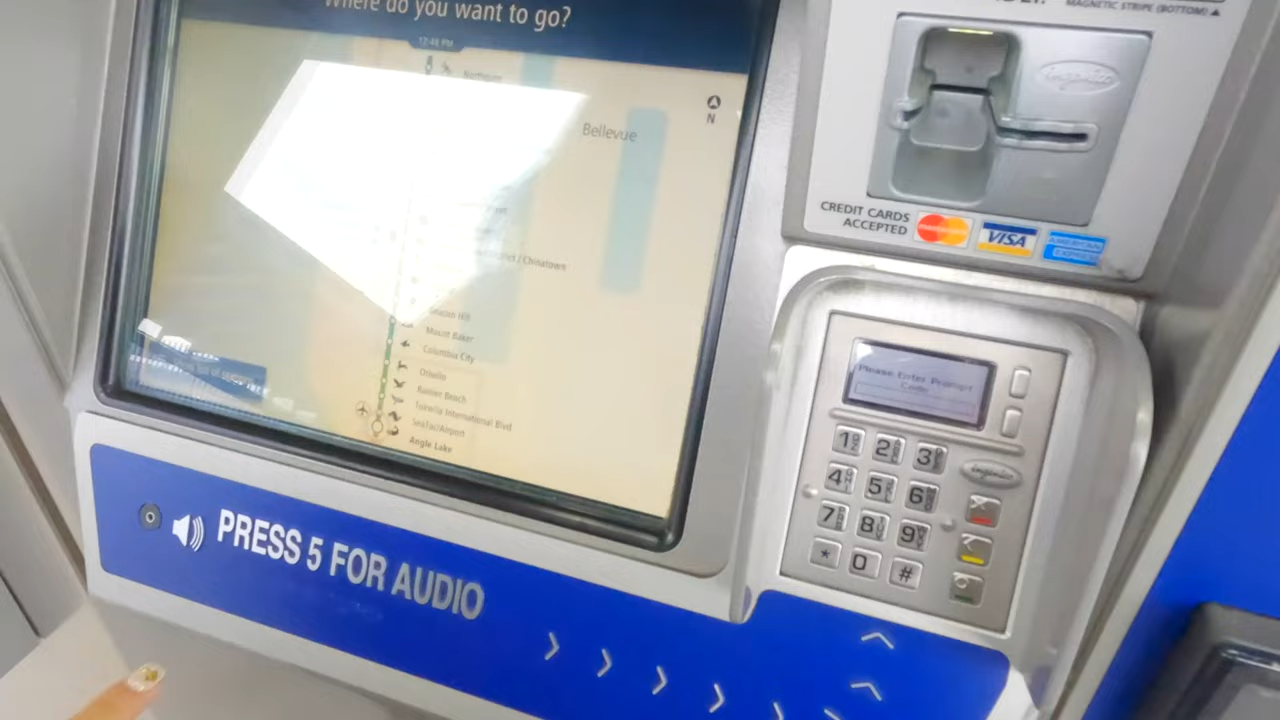 Where do you want to go?
12:48 PM
Northgate
N
Bellevue
/ Chinatown
Beacon Hill
Mount Baker
Columbia City
Othello
Rainier Beach
Tukwila International Blvd
SeaTac/Airport
Angle Lake
MAGNETIC STRIPE (BOTTOM)
ingenico
CREDIT CARDS
ACCEPTED
mastercard
VISA
AMERICAN
EXPRESS
Please Enter Prompt
Code
1 2 3
4 5 6
7 8 9
* 0 #
ingenico
PRESS 5 FOR AUDIO